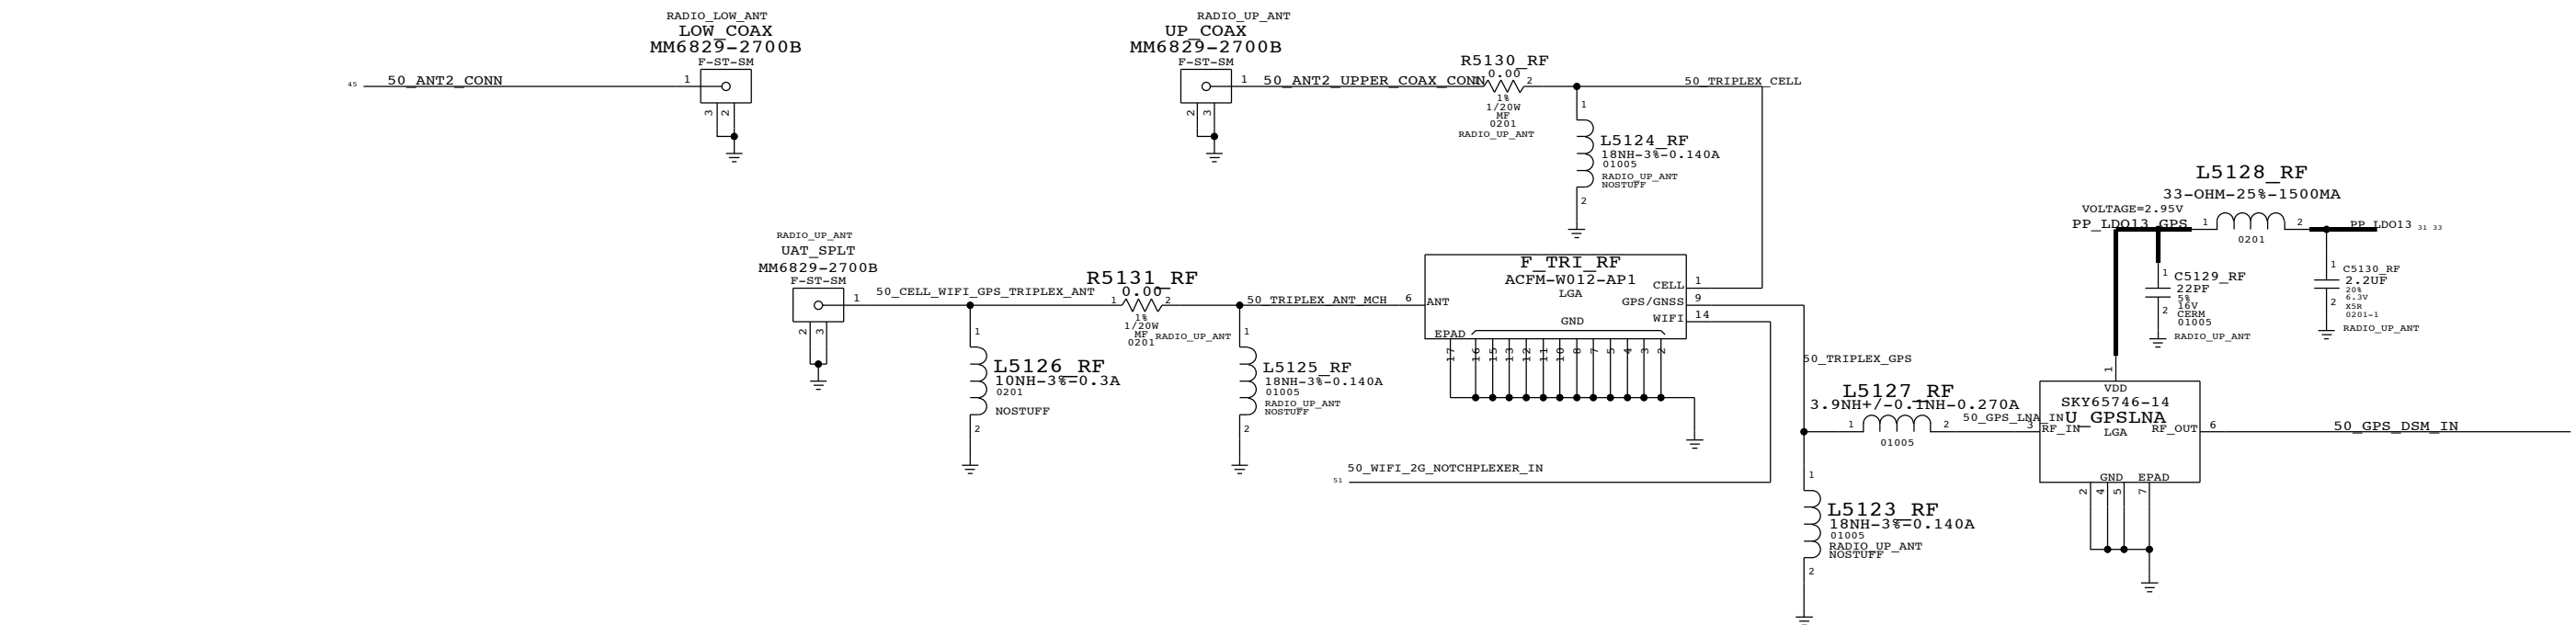 RADIO_LOW_ANT
LOW_COAX
MM6829-2700B
F-ST-SM
45
50_ANT2_CONN
1
3
2
RADIO_UP_ANT
UP_COAX
MM6829-2700B
F-ST-SM
1
2
3
50_ANT2_UPPER_COAX_CONN
R5130_RF
0.00
2
1%
1/20W
MF
0201
RADIO_UP_ANT
50_TRIPLEX_CELL
1
L5124_RF
18NH-3%-0.140A
01005
RADIO_UP_ANT
NOSTUFF
2
L5128_RF
33-OHM-25%-1500MA
VOLTAGE=2.95V
PP_LDO13_GPS
1
2
0201
PP_LDO13
31 33
1
C5129_RF
22PF
5%
16V
CERM
01005
2
RADIO_UP_ANT
1
C5130_RF
2.2UF
20%
6.3V
X5R
0201-1
2
RADIO_UP_ANT
RADIO_UP_ANT
UAT_SPLT
MM6829-2700B
F-ST-SM
1
2
3
50_CELL_WIFI_GPS_TRIPLEX_ANT
R5131_RF
0.00
1
2
1%
1/20W
MF
0201
RADIO_UP_ANT
50_TRIPLEX_ANT_MCH
6
1
L5126_RF
10NH-3%-0.3A
0201
NOSTUFF
2
1
L5125_RF
18NH-3%-0.140A
01005
RADIO_UP_ANT
NOSTUFF
2
F_TRI_RF
ACFM-W012-AP1
LGA
ANT
CELL
1
GPS/GNSS
9
WIFI
14
GND
EPAD
17
16
15
13
12
11
10
8
7
5
4
3
2
50_TRIPLEX_GPS
50_WIFI_2G_NOTCHPLEXER_IN
51
L5127_RF
3.9NH+/-0.1NH-0.270A
1
2
01005
50_GPS_LNA_IN
3
1
VDD
SKY65746-14
U_GPSLNA
LGA
RF_IN
RF_OUT
6
50_GPS_DSM_IN
GND
EPAD
2
4
5
7
1
L5123_RF
18NH-3%-0.140A
01005
RADIO_UP_ANT
NOSTUFF
2